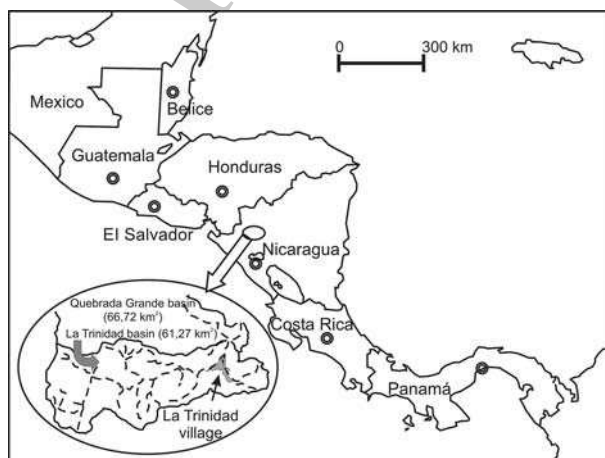 0
300 km
Mexico
Belice
Guatemala
Honduras
El Salvador
Nicaragua
Quebrada Grande basin
(66,72 km²)
La Trinidad basin (61,27 km²)
Costa Rica
La Trinidad
village
Panamá